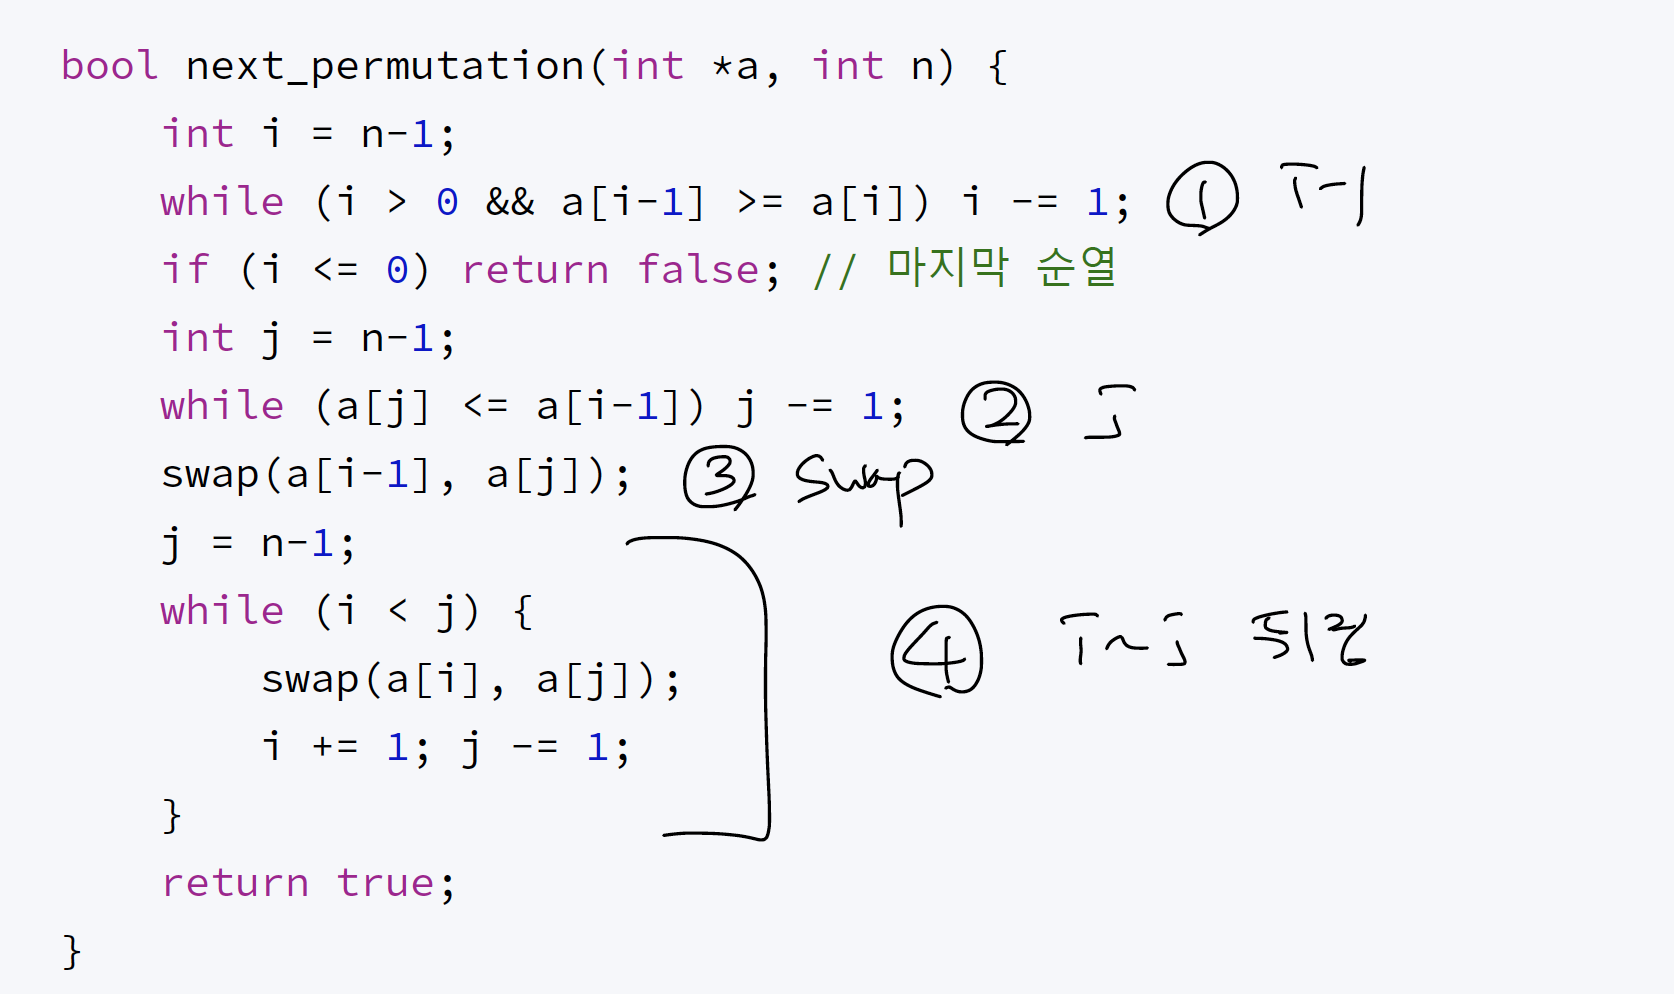 bool next_permutation(int *a, int n) {
    int i = n-1;
    while (i > 0 && a[i-1] >= a[i]) i -= 1; ① i-1
    if (i <= 0) return false; // 마지막 순열
    int j = n-1;
    while (a[j] <= a[i-1]) j -= 1; ② j
    swap(a[i-1], a[j]); ③ swap
    j = n-1;
    while (i < j) {
        swap(a[i], a[j]); ④ i~j 뒤집
        i += 1; j -= 1;
    }
    return true;
}